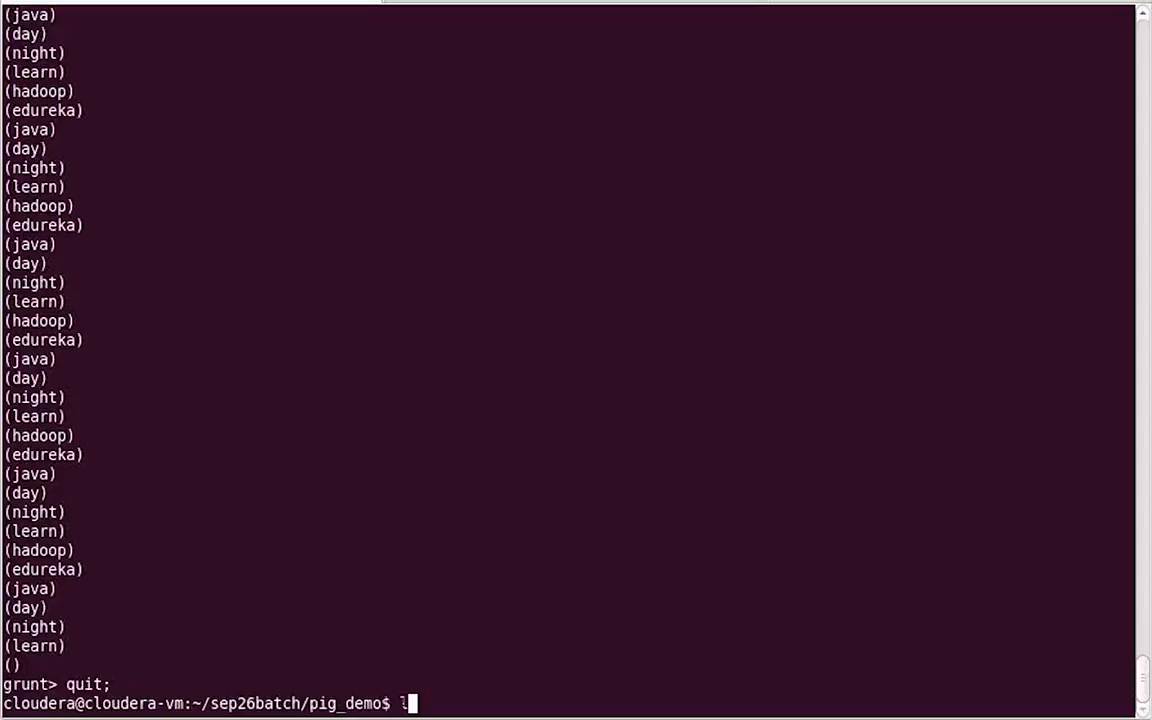 (java)
(day)
(night)
(learn)
(hadoop)
(edureka)
(java)
(day)
(night)
(learn)
(hadoop)
(edureka)
(java)
(day)
(night)
(learn)
(hadoop)
(edureka)
(java)
(day)
(night)
(learn)
(hadoop)
(edureka)
(java)
(day)
(night)
(learn)
(hadoop)
(edureka)
(java)
(day)
(night)
(learn)
()
grunt> quit;
cloudera@cloudera-vm:~/sep26batch/pig_demo$ l